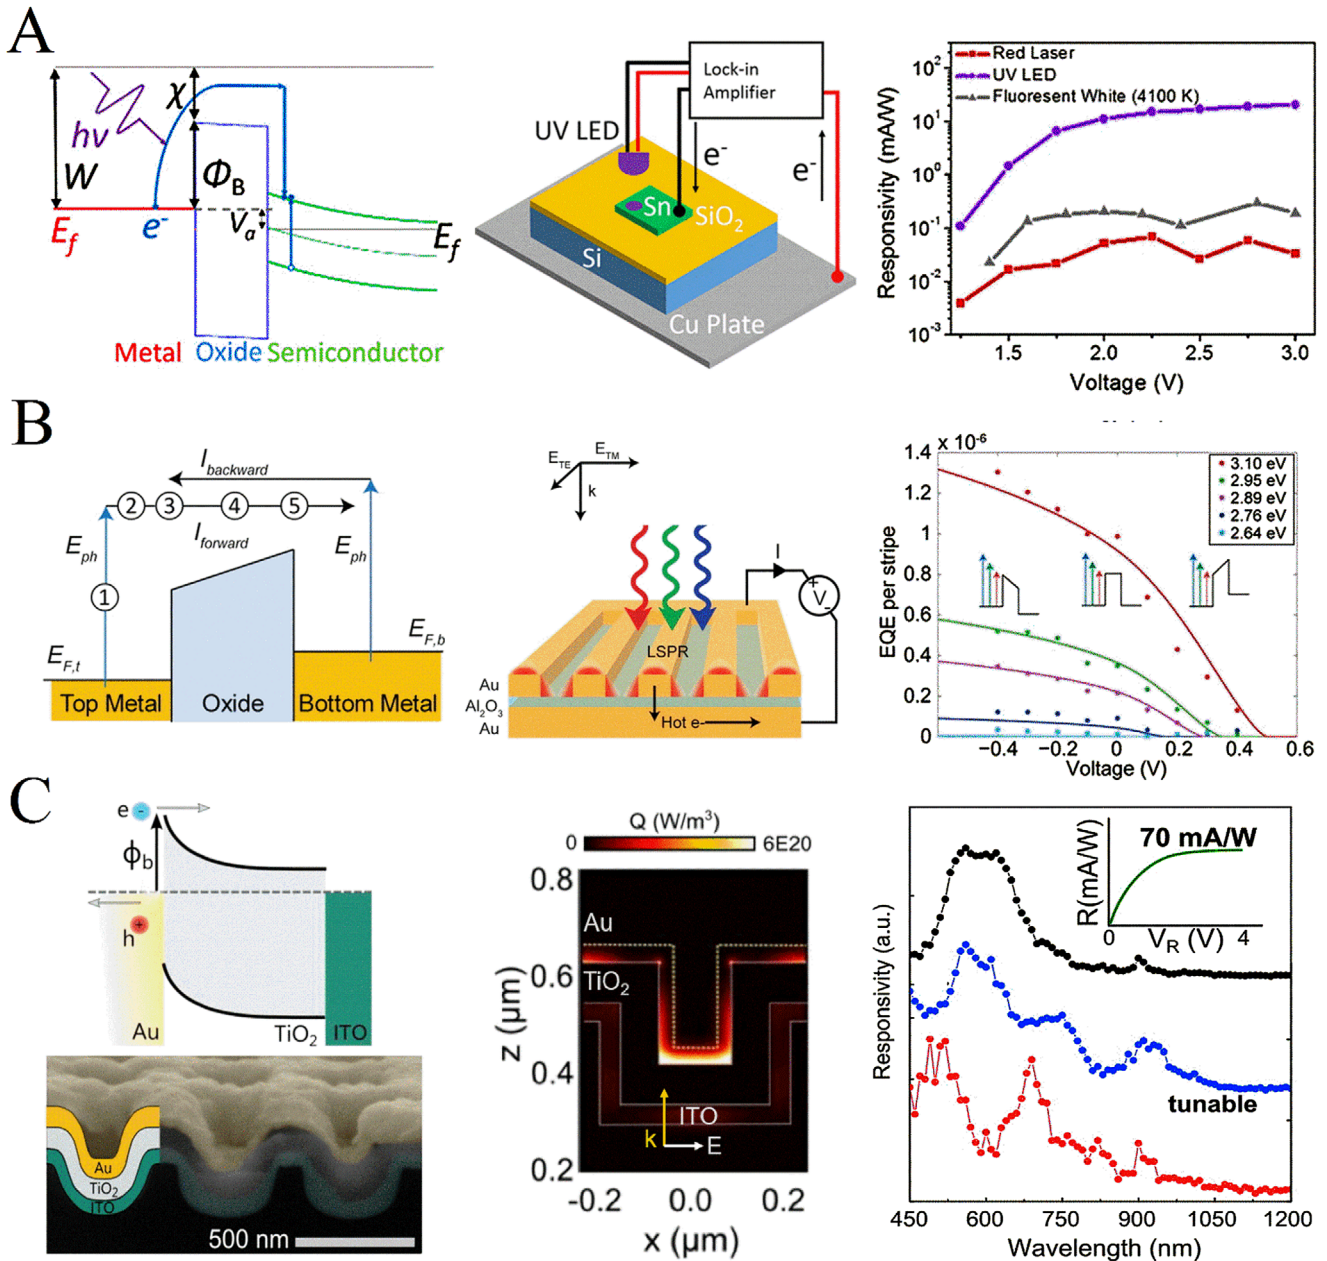 A
W
hν
χ
Φ_B
E_f
e⁻
V_a
E_f
Metal Oxide Semiconductor
Lock-in
Amplifier
UV LED
e⁻
e⁻
Sn
SiO₂
Si
Cu Plate
Red Laser
UV LED
Fluoresent White (4100 K)
Responsivity (mA/W)
10²
10¹
10⁰
10⁻¹
10⁻²
10⁻³
1.5 2.0 2.5 3.0
Voltage (V)
B
I_backward
② ③ ④ ⑤
I_forward
E_ph
E_ph
①
E_F,t
E_F,b
Top Metal Oxide Bottom Metal
E_TE E_TM
k
I
+
V
-
LSPR
Au
Al₂O₃
Au
Hot e-
x 10⁻⁶
3.10 eV
2.95 eV
2.89 eV
2.76 eV
2.64 eV
EQE per stripe
1.4
1.2
1
0.8
0.6
0.4
0.2
0
−0.4 −0.2 0 0.2 0.4 0.6
Voltage (V)
C
e -
ϕ_b
+
h
Au TiO₂ ITO
Au
TiO₂
ITO
500 nm
Q (W/m³)
0 6E20
0.8
0.6
0.4
0.2
z (µm)
Au
TiO₂
ITO
k
E
-0.2 0.0 0.2
x (µm)
Responsivity (a.u.)
R(mA/W)
70 mA/W
0 V_R (V) 4
tunable
450 600 750 900 1050 1200
Wavelength (nm)